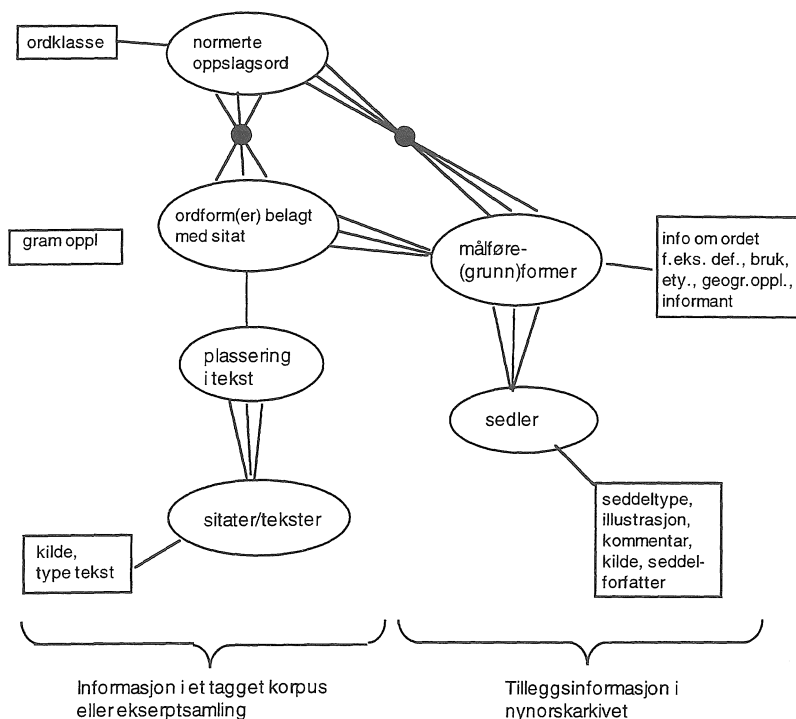 ordklasse
normerte
oppslagsord
ordform(er) belagt
med sitat
gram oppl
målføre-
(grunn)former
info om ordet
f.eks. def., bruk,
ety., geogr.oppl.,
informant
plassering
i tekst
sedler
sitater/tekster
seddeltype,
illustrasjon,
kommentar,
kilde, seddel-
forfatter
kilde,
type tekst
Informasjon i et tagget korpus
eller ekserptsamling
Tilleggsinformasjon i
nynorskarkivet